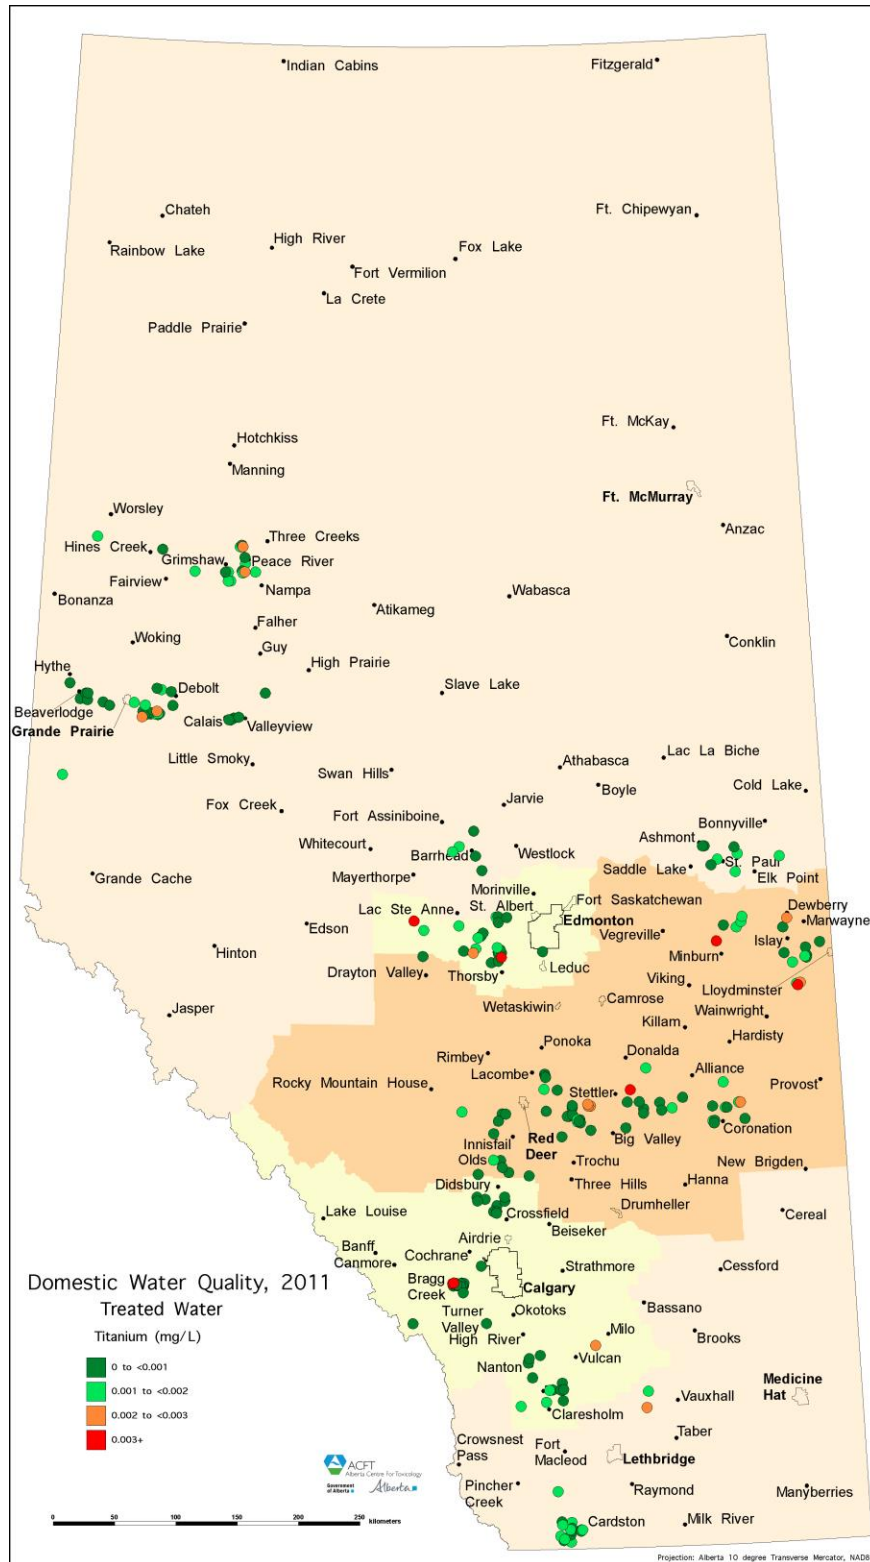 Indian Cabins
Fitzgerald
Chateh
Ft. Chipewyan
Rainbow Lake
High River
Fox Lake
Fort Vermilion
La Crete
Paddle Prairie
Ft. McKay
Hotchkiss
Manning
Ft. McMurray
Worsley
Anzac
Three Creeks
Hines Creek
Grimshaw
Peace River
Fairview
Nampa
Bonanza
Wabasca
Atikameg
Falher
Woking
Conklin
Guy
High Prairie
Hythe
Debolt
Slave Lake
Beaverlodge
Calais
Valleyview
Grande Prairie
Lac La Biche
Little Smoky
Athabasca
Swan Hills
Cold Lake
Boyle
Fox Creek
Jarvie
Fort Assiniboine
Bonnyville
Ashmont
Whitecourt
Barrhead
Westlock
St. Paul
Saddle Lake
Grande Cache
Mayerthorpe
Elk Point
Morinville
Fort Saskatchewan
St. Albert
Dewberry
Lac Ste Anne
Edmonton
Marwayne
Edson
Vegreville
Islay
Hinton
Minburn
Leduc
Drayton Valley
Thorsby
Viking
Lloydminster
Wetaskiwin
Camrose
Jasper
Wainwright
Killam
Hardisty
Ponoka
Rimbey
Donalda
Lacombe
Alliance
Rocky Mountain House
Provost
Stettler
Coronation
Red
Deer
Innisfail
Big Valley
Olds
Trochu
New Brigden
Didsbury
Three Hills
Hanna
Drumheller
Lake Louise
Crossfield
Cereal
Beiseker
Airdrie
Banff
Canmore
Cochrane
Strathmore
Cessford
Domestic Water Quality, 2011
Treated Water
Titanium (mg/L)
0 to <0.001
0.001 to <0.002
0.002 to <0.003
0.003+
Bragg
Creek
Calgary
Turner
Valley
Okotoks
Bassano
High River
Milo
Brooks
Nanton
Vulcan
Medicine
Hat
Vauxhall
Claresholm
Taber
Crowsnest
Pass
Fort
Macleod
Lethbridge
Pincher
Creek
Raymond
Manyberries
Cardston
Milk River
ACFT
Alberta Centre for Toxicology
Government
of Alberta
Alberta
0 50 100 150 200 250
kilometers
Projection: Alberta 10 degree Transverse Mercator, NAD8